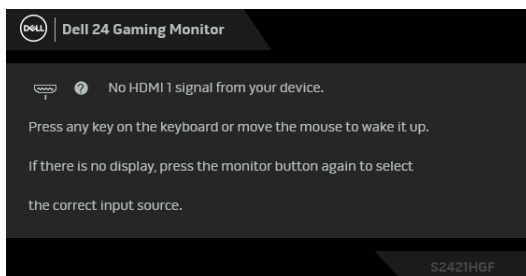 DELL
Dell 24 Gaming Monitor
No HDMI 1 signal from your device.
Press any key on the keyboard or move the mouse to wake it up.
If there is no display, press the monitor button again to select
the correct input source.
S2421HGF